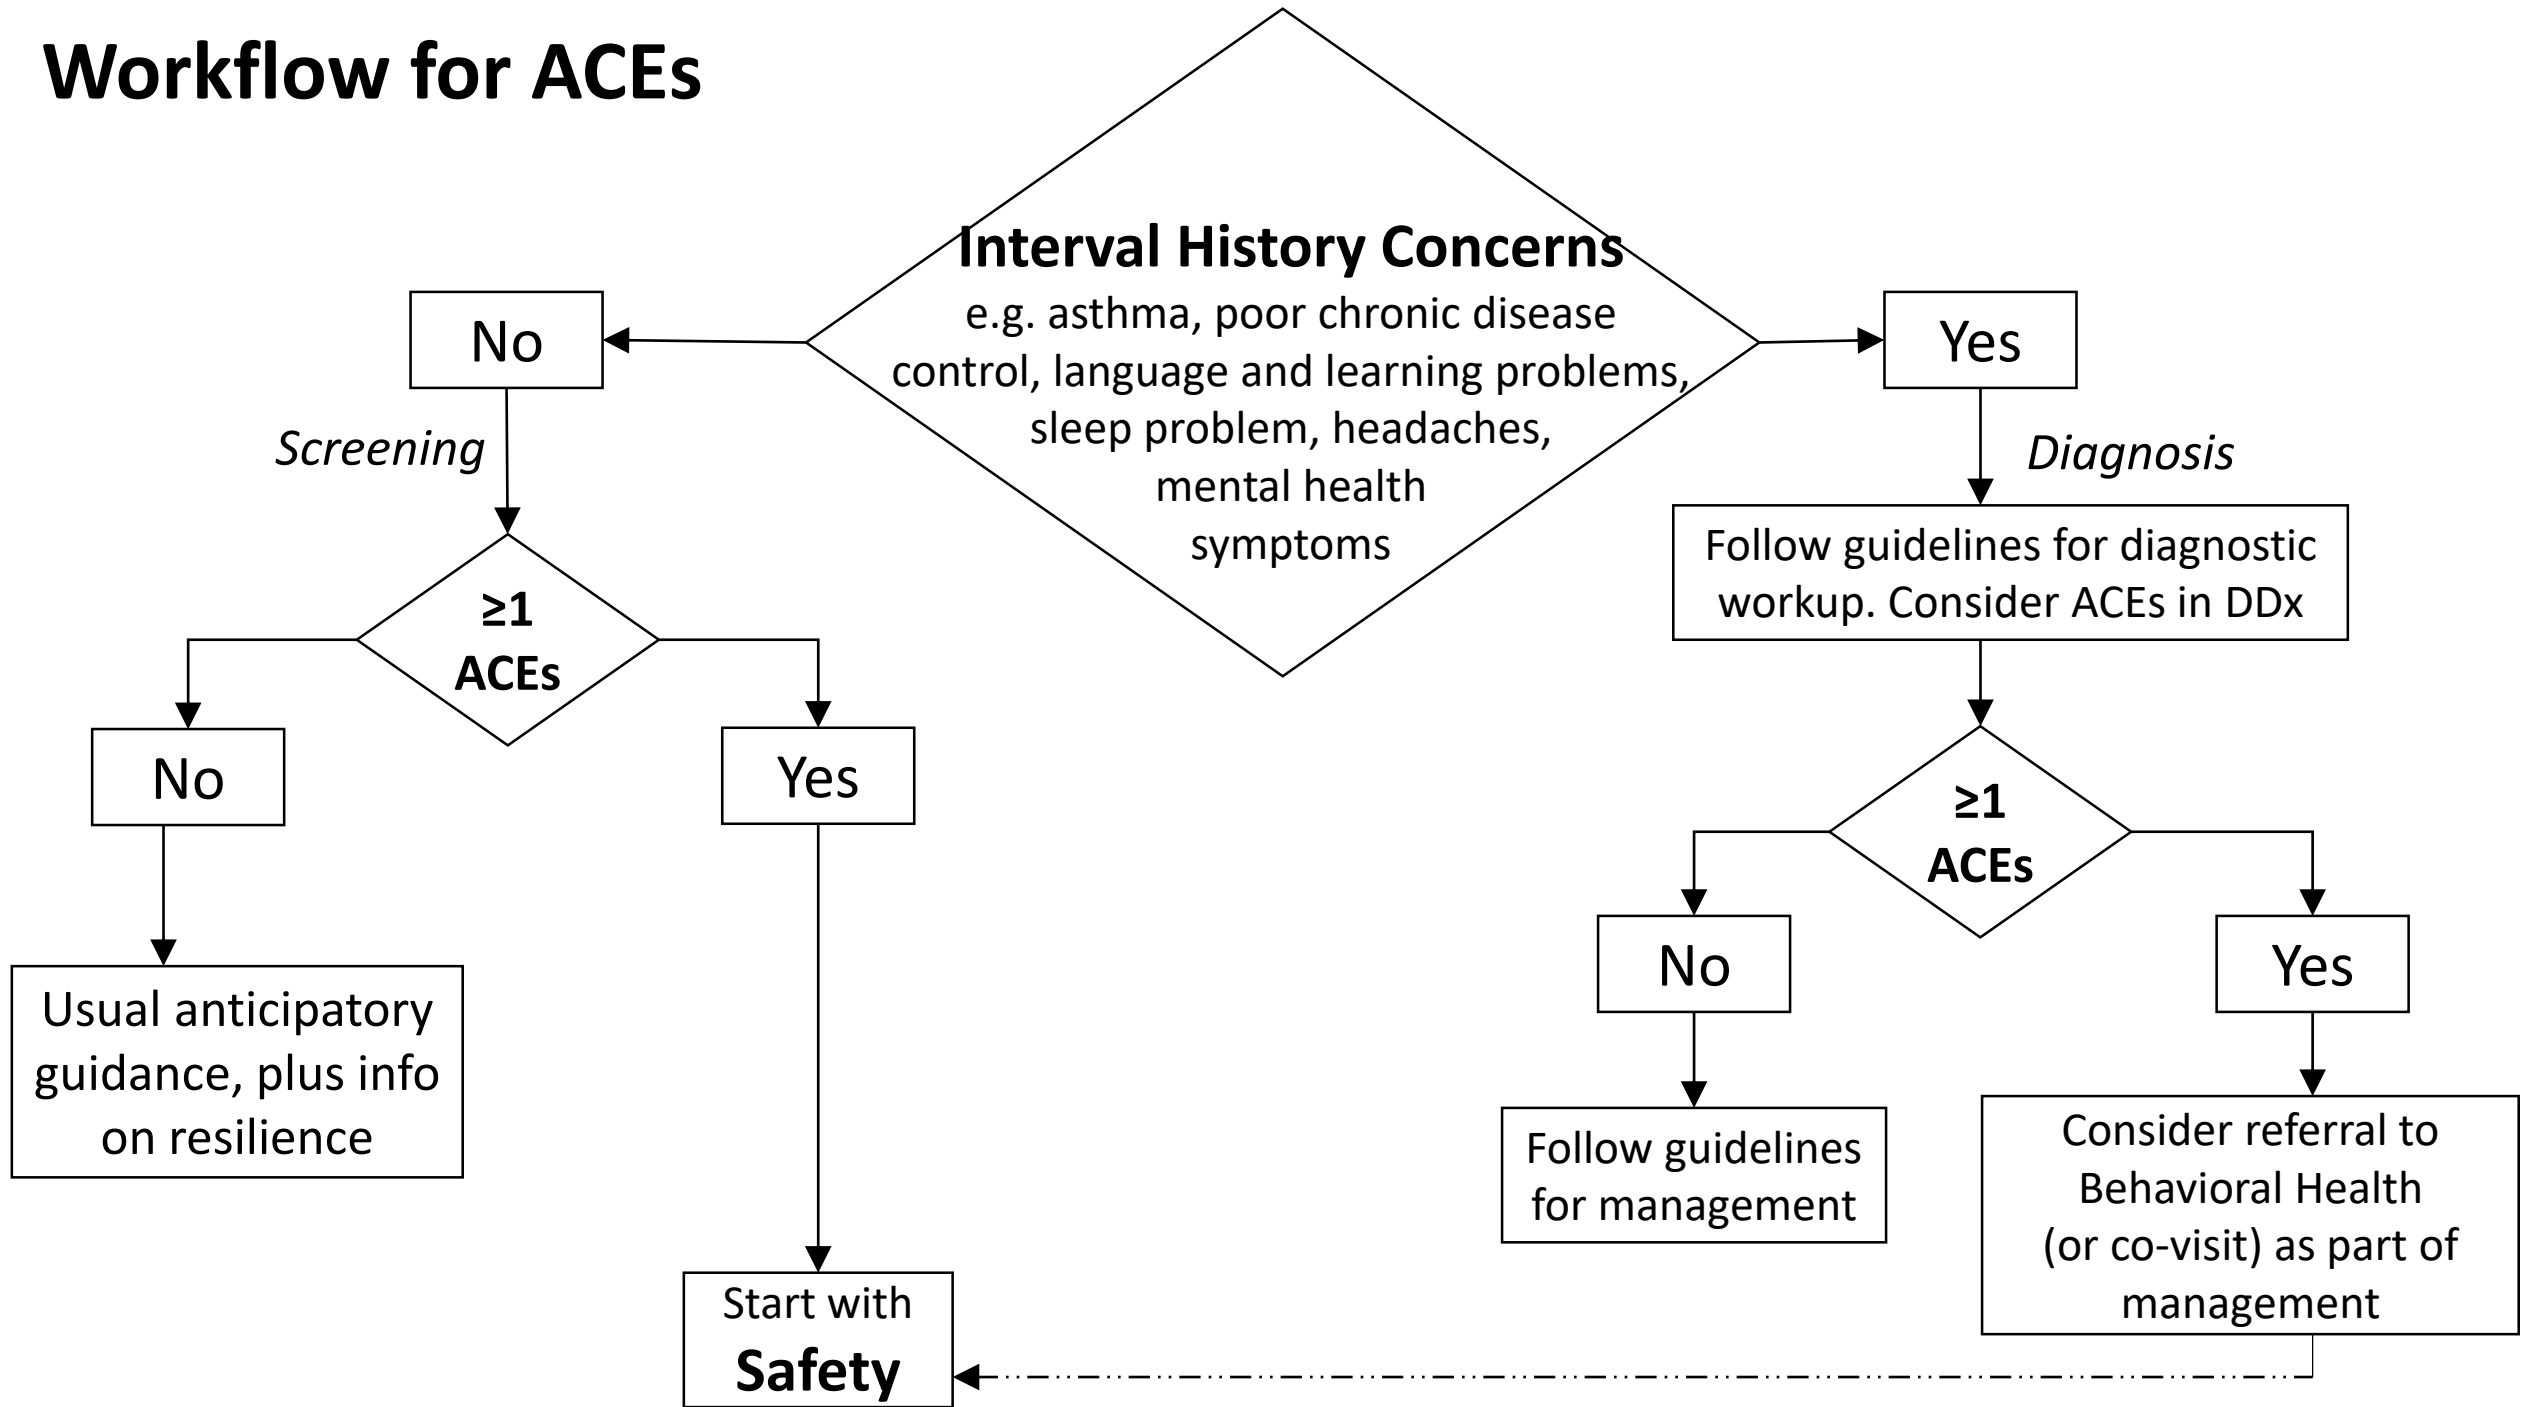 Workflow for ACEs
Interval History Concerns
e.g. asthma, poor chronic disease
control, language and learning problems,
sleep problem, headaches,
mental health
symptoms
No
Yes
Screening
Diagnosis
≥1
ACEs
Follow guidelines for diagnostic
workup. Consider ACEs in DDx
No
Yes
≥1
ACEs
No
Yes
Usual anticipatory
guidance, plus info
on resilience
Follow guidelines
for management
Consider referral to
Behavioral Health
(or co-visit) as part of
management
Start with
Safety